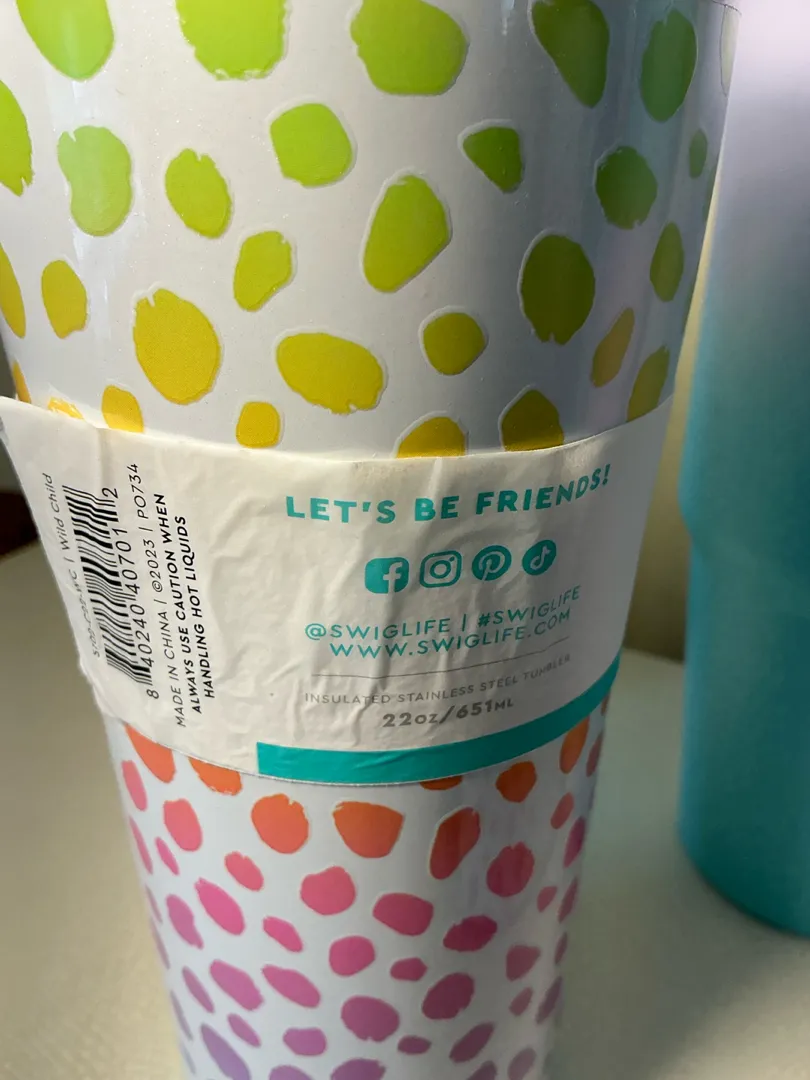 LET'S BE FRIENDS!
@SWIGLIFE | #SWIGLIFE
WWW.SWIGLIFE.COM
INSULATED STAINLESS STEEL TUMBLER
22OZ/651ML
| Wild Child
8 40240 40701 2
MADE IN CHINA | ©2023 | PO734
ALWAYS USE CAUTION WHEN
HANDLING HOT LIQUIDS